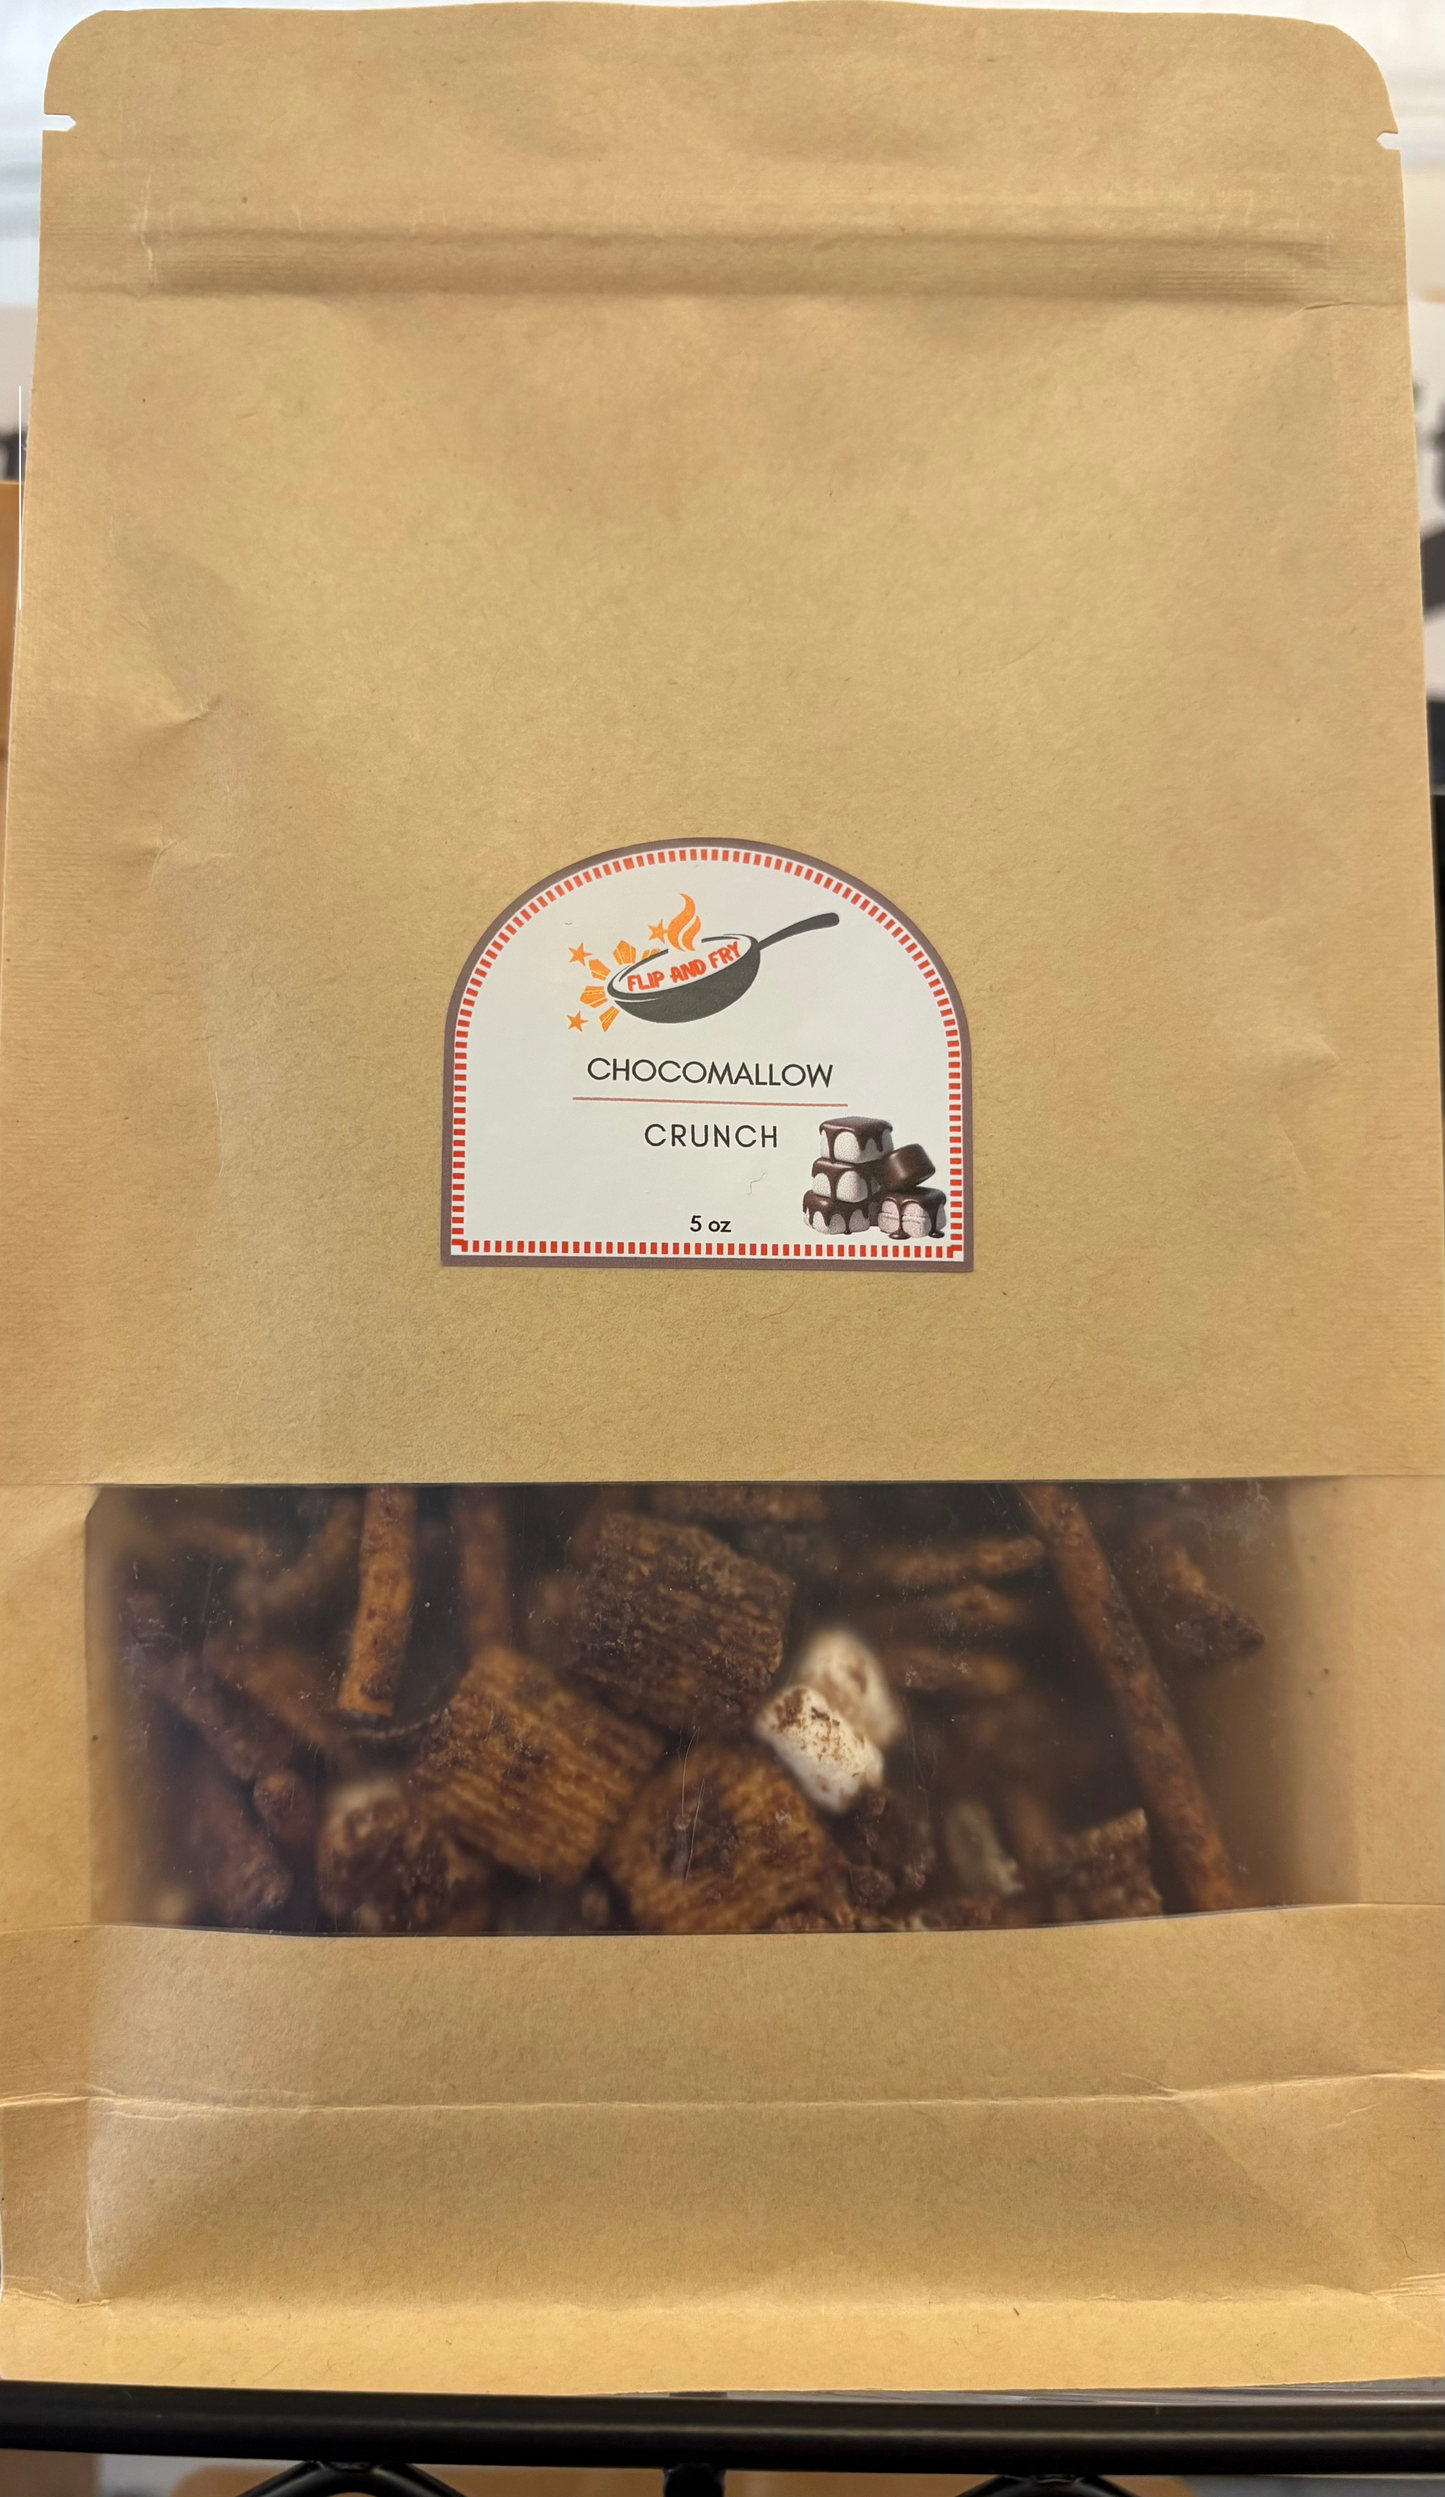 FLIP AND FRY
CHOCOMALLOW
CRUNCH
5 oz